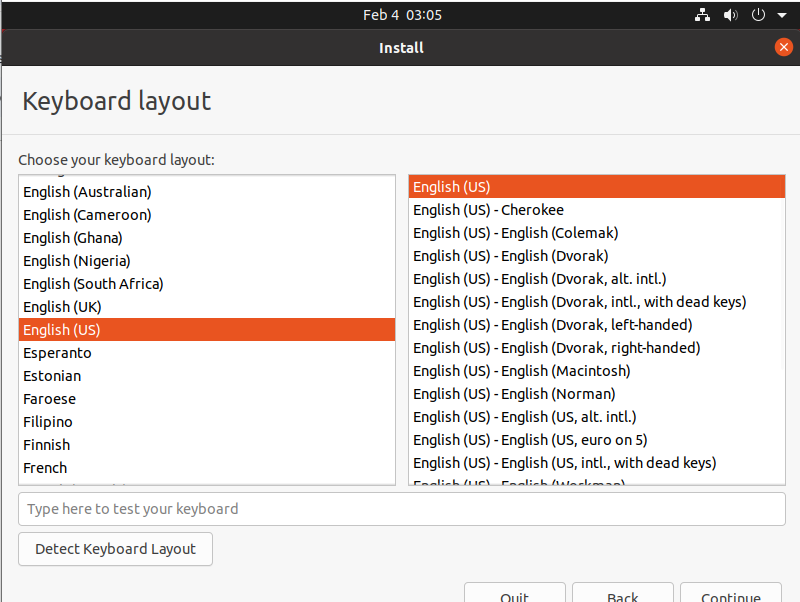 Feb 4 03:05
Install
Keyboard layout
Choose your keyboard layout:
English (Australian)
English (Cameroon)
English (Ghana)
English (Nigeria)
English (South Africa)
English (UK)
English (US)
Esperanto
Estonian
Faroese
Filipino
Finnish
French
English (US)
English (US) - Cherokee
English (US) - English (Colemak)
English (US) - English (Dvorak)
English (US) - English (Dvorak, alt. intl.)
English (US) - English (Dvorak, intl., with dead keys)
English (US) - English (Dvorak, left-handed)
English (US) - English (Dvorak, right-handed)
English (US) - English (Macintosh)
English (US) - English (Norman)
English (US) - English (US, alt. intl.)
English (US) - English (US, euro on 5)
English (US) - English (US, intl., with dead keys)
English (US) - English (Workman)
Type here to test your keyboard
Detect Keyboard Layout
Quit
Back
Continue